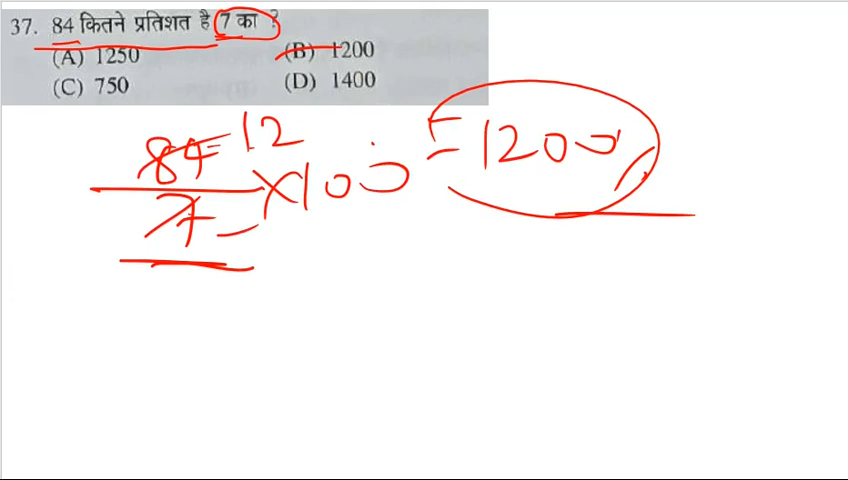 37. 84 कितने प्रतिशत है 7 का ?
(A) 1250 (B) 1200
(C) 750 (D) 1400
84 12
7 ×100 = 1200